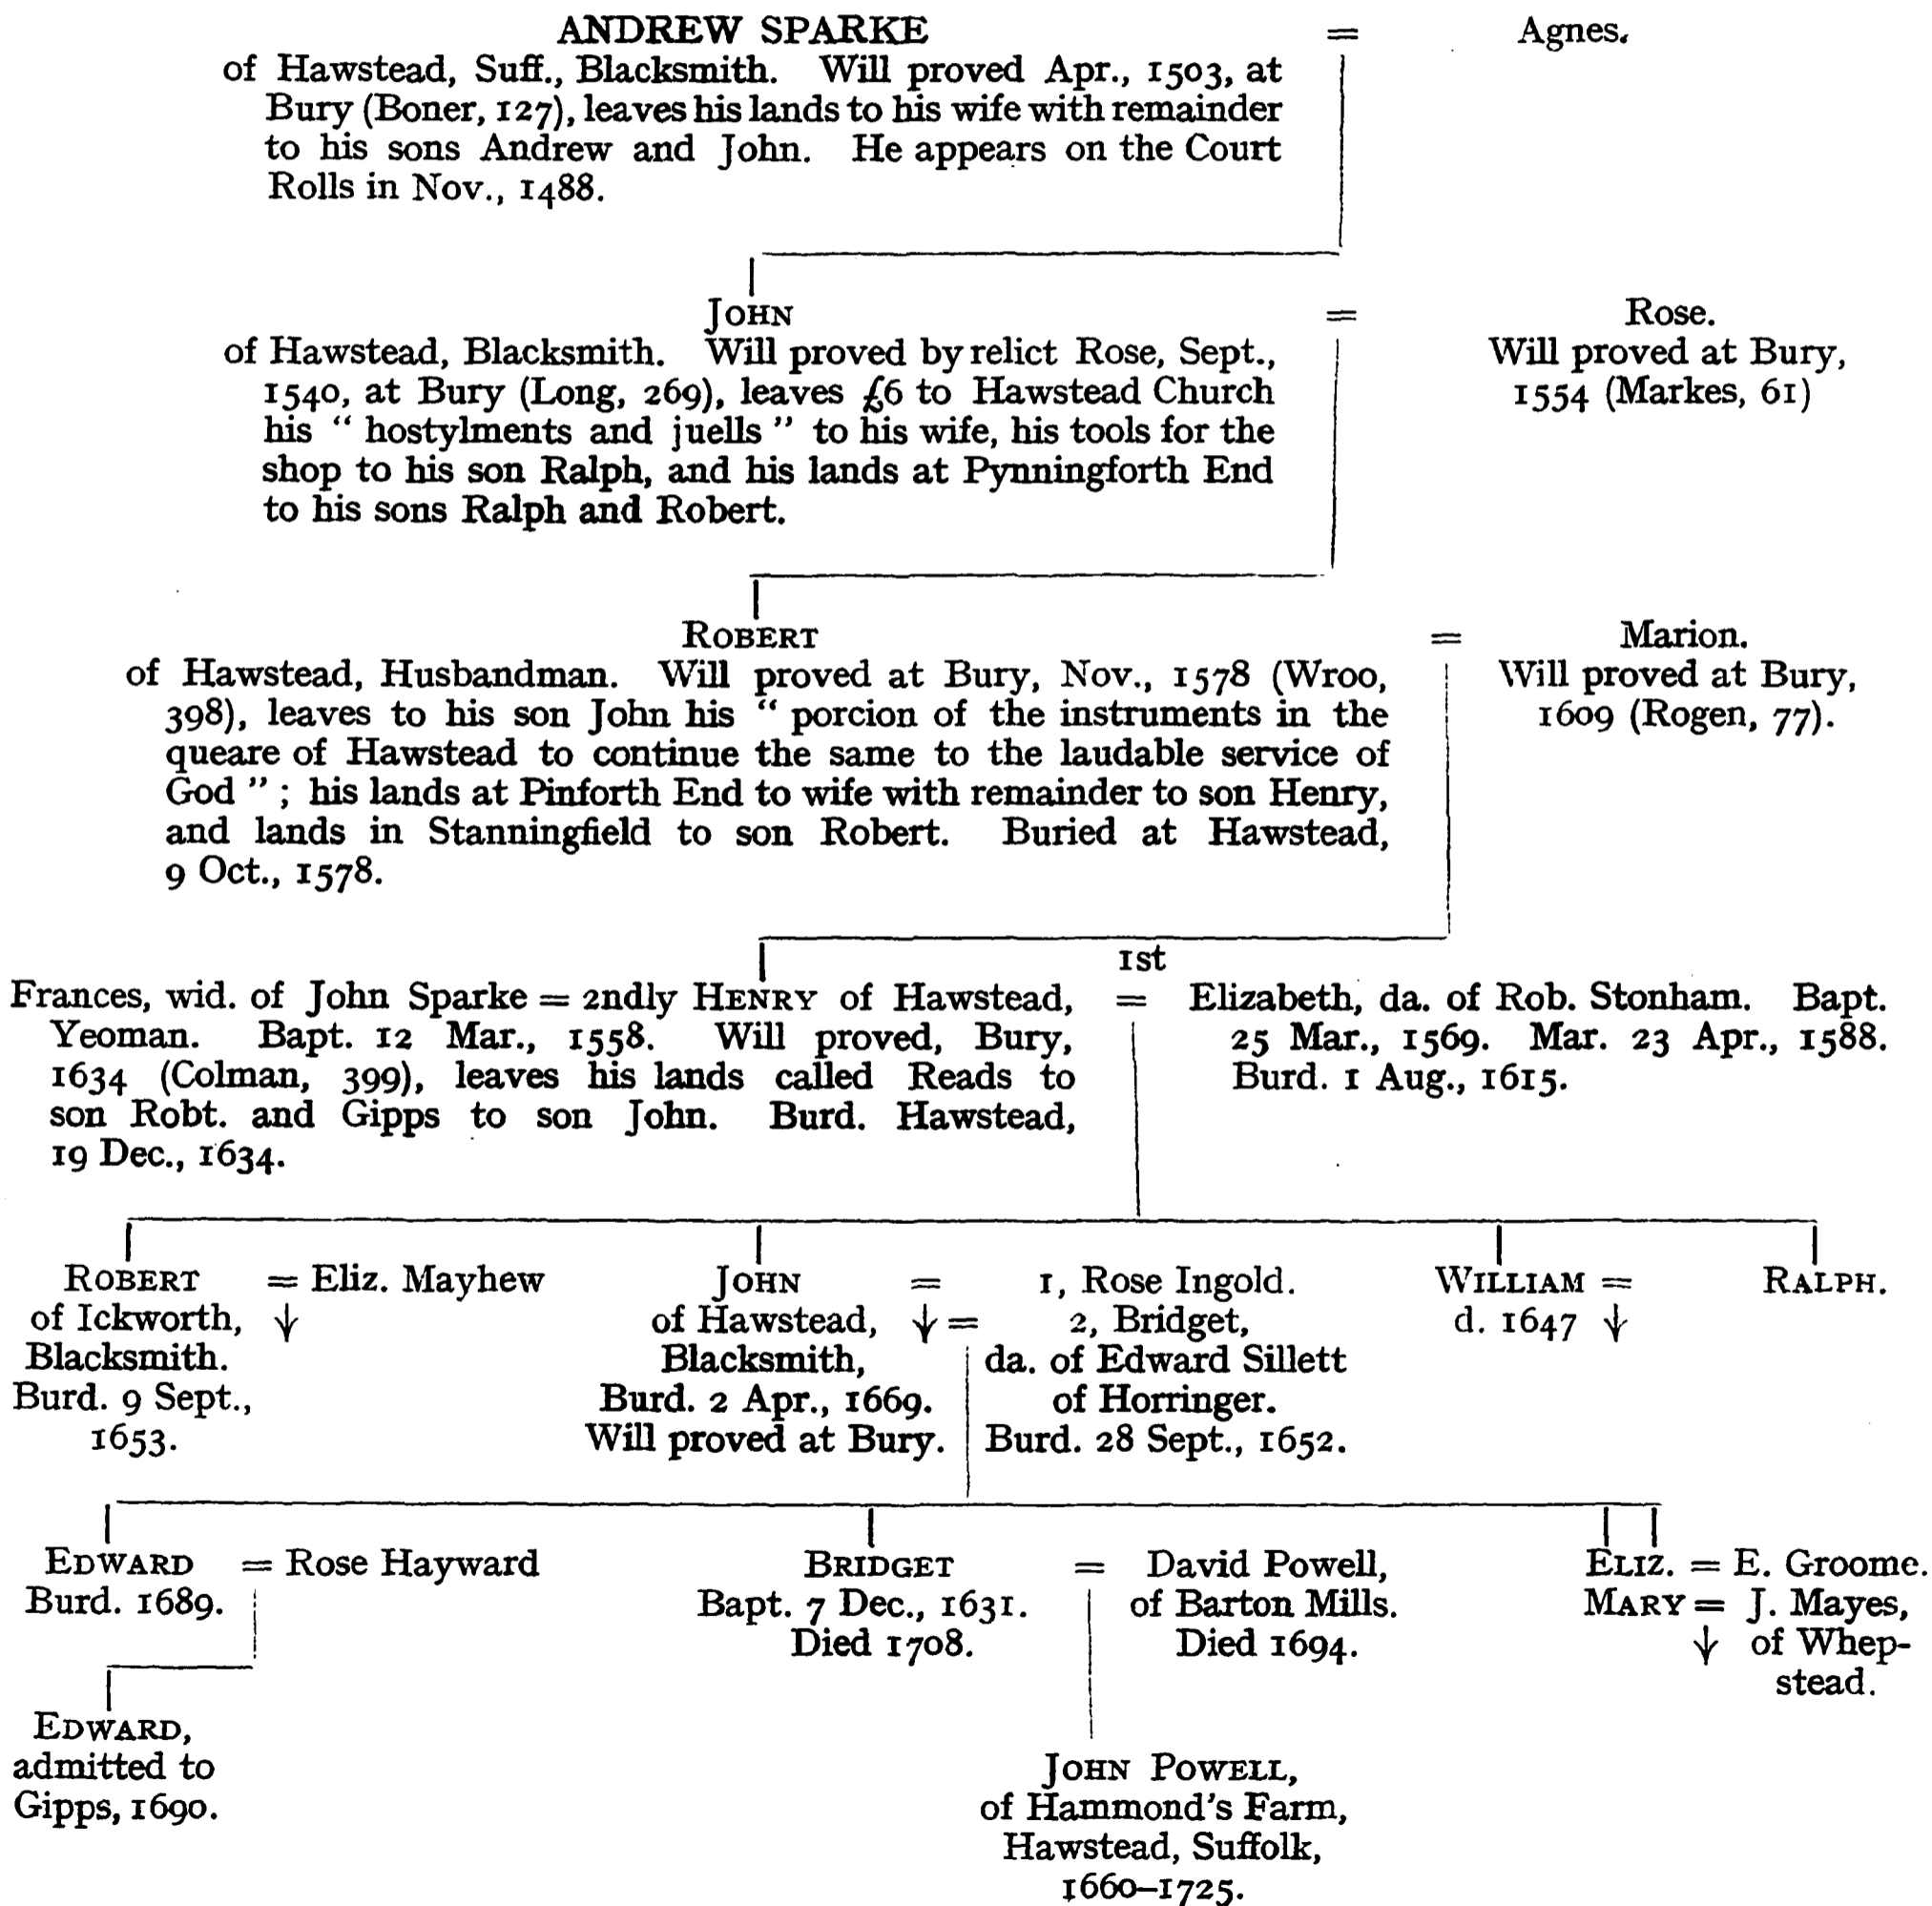 ANDREW SPARKE = Agnes.
of Hawstead, Suff., Blacksmith. Will proved Apr., 1503, at
Bury (Boner, 127), leaves his lands to his wife with remainder
to his sons Andrew and John. He appears on the Court
Rolls in Nov., 1488.
JOHN = Rose.
of Hawstead, Blacksmith. Will proved by relict Rose, Sept.,
1540, at Bury (Long, 269), leaves £6 to Hawstead Church
his “ hostylments and juells ” to his wife, his tools for the
shop to his son Ralph, and his lands at Pynningforth End
to his sons Ralph and Robert.
Will proved at Bury,
1554 (Markes, 61)
ROBERT = Marion.
of Hawstead, Husbandman. Will proved at Bury, Nov., 1578 (Wroo,
398), leaves to his son John his “ porcion of the instruments in the
queare of Hawstead to continue the same to the laudable service of
God ” ; his lands at Pinforth End to wife with remainder to son Henry,
and lands in Stanningfield to son Robert. Buried at Hawstead,
9 Oct., 1578.
Will proved at Bury,
1609 (Rogen, 77).
1st
Frances, wid. of John Sparke = 2ndly HENRY of Hawstead, =
Yeoman. Bapt. 12 Mar., 1558. Will proved, Bury,
1634 (Colman, 399), leaves his lands called Reads to
son Robt. and Gipps to son John. Burd. Hawstead,
19 Dec., 1634.
Elizabeth, da. of Rob. Stonham. Bapt.
25 Mar., 1569. Mar. 23 Apr., 1588.
Burd. 1 Aug., 1615.
ROBERT = Eliz. Mayhew
of Ickworth, ↓
Blacksmith.
Burd. 9 Sept.,
1653.
JOHN =
of Hawstead, ↓ =
Blacksmith,
Burd. 2 Apr., 1669.
Will proved at Bury.
1, Rose Ingold.
2, Bridget,
da. of Edward Sillett
of Horringer.
Burd. 28 Sept., 1652.
WILLIAM =
d. 1647 ↓
RALPH.
EDWARD = Rose Hayward
Burd. 1689.
BRIDGET =
Bapt. 7 Dec., 1631.
Died 1708.
David Powell,
of Barton Mills.
Died 1694.
ELIZ. = E. Groome.
MARY = J. Mayes,
↓ of Whep-
stead.
EDWARD,
admitted to
Gipps, 1690.
JOHN POWELL,
of Hammond's Farm,
Hawstead, Suffolk,
1660–1725.